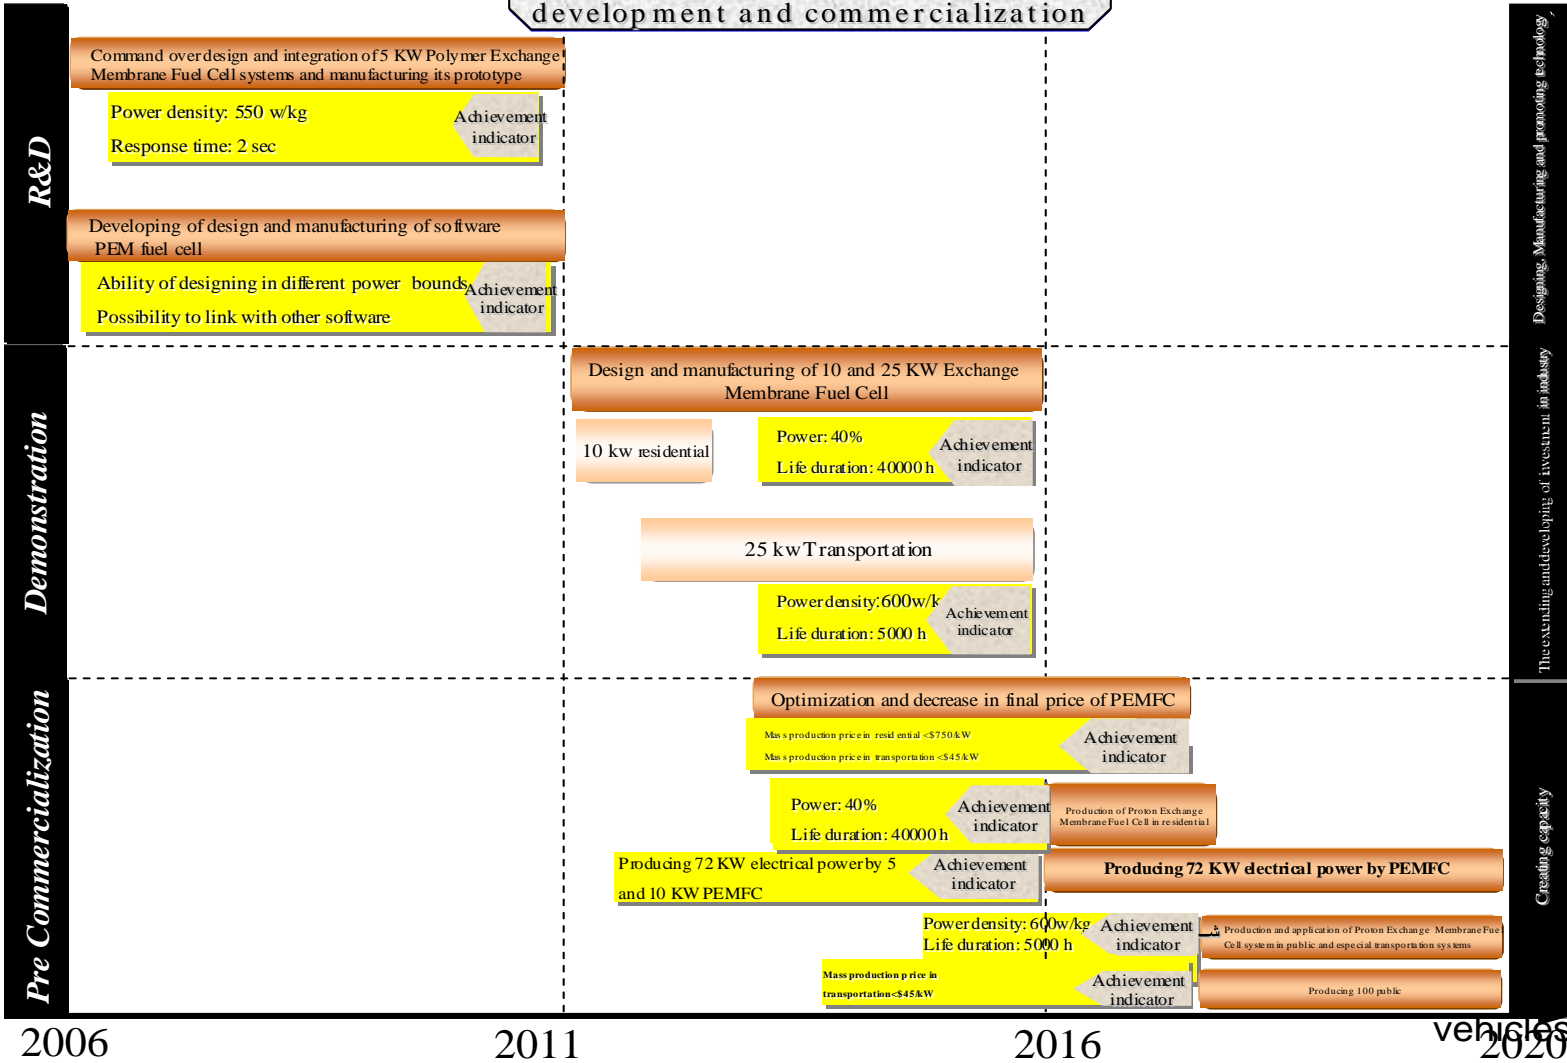 development and commercialization
Command over design and integration of 5 KW Polymer Exchange
Membrane Fuel Cell systems and manufacturing its prototype
Power density: 550 w/kg
Response time: 2 sec
Achievement
indicator
R&D
Developing of design and manufacturing of software
PEM fuel cell
Ability of designing in different power bounds
Possibility to link with other software
Achievement
indicator
Designing, Manufacturing and promoting technology,
Design and manufacturing of 10 and 25 KW Exchange
Membrane Fuel Cell
10 kw residential
Power: 40%
Life duration: 40000 h
Achievement
indicator
Demonstration
25 kw Transportation
Power density:600w/k
Life duration: 5000 h
Achievement
indicator
The extending and developing of investment in industry
Optimization and decrease in final price of PEMFC
Mass production price in residential <$750/kW
Mass production price in transportation <$45/kW
Achievement
indicator
Power: 40%
Life duration: 40000 h
Achievement
indicator
Production of Proton Exchange
Membrane Fuel Cell in residential
Pre Commercialization
Producing 72 KW electrical power by 5
and 10 KW PEMFC
Achievement
indicator
Producing 72 KW electrical power by PEMFC
Creating capacity
Power density: 600w/kg
Life duration: 5000 h
Achievement
indicator
Production and application of Proton Exchange Membrane Fuel
Cell system in public and especial transportation systems
Mass production price in
transportation<$45/kW
Achievement
indicator
Producing 100 public
vehicles
2006
2011
2016
2020